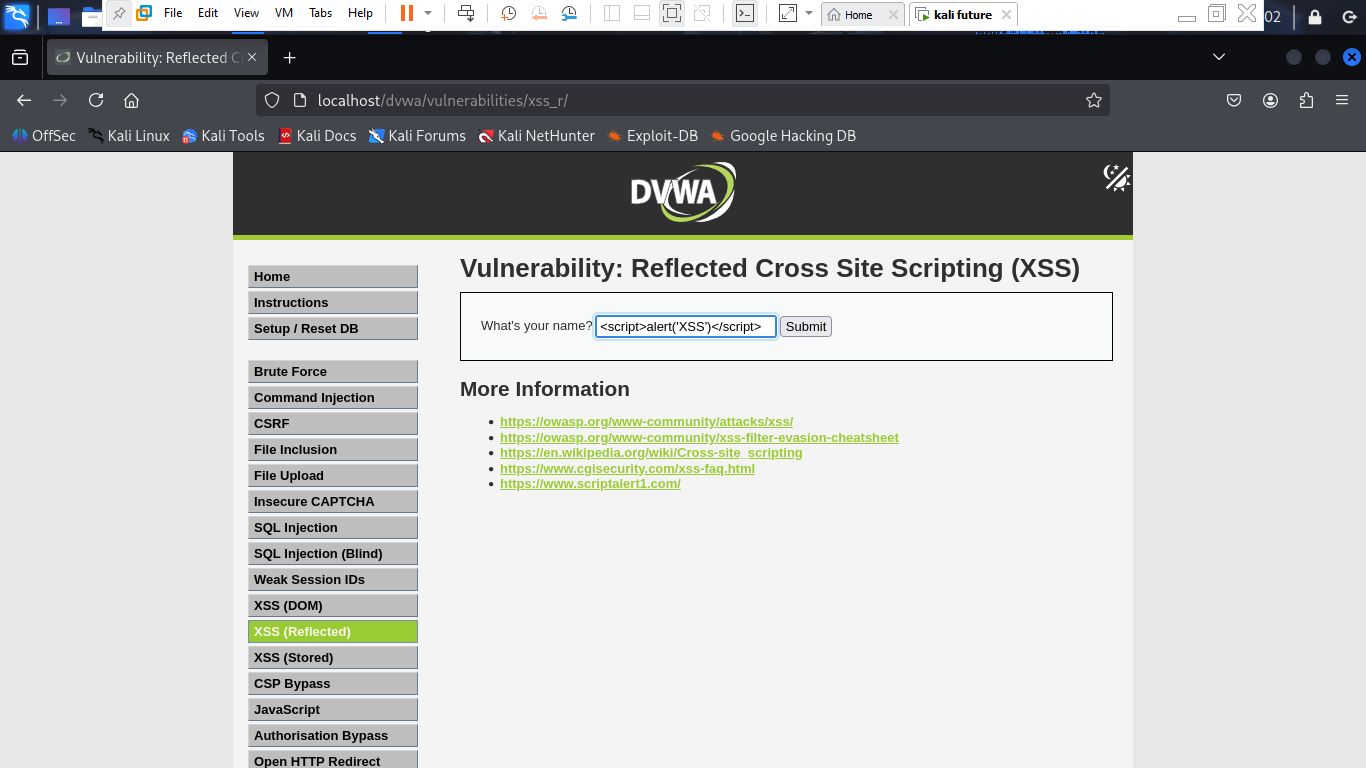 File Edit View VM Tabs Help Home kali future 02
Vulnerability: Reflected C
localhost/dvwa/vulnerabilities/xss_r/
OffSec Kali Linux Kali Tools Kali Docs Kali Forums Kali NetHunter Exploit-DB Google Hacking DB
DVWA
Home
Instructions
Setup / Reset DB
Brute Force
Command Injection
CSRF
File Inclusion
File Upload
Insecure CAPTCHA
SQL Injection
SQL Injection (Blind)
Weak Session IDs
XSS (DOM)
XSS (Reflected)
XSS (Stored)
CSP Bypass
JavaScript
Authorisation Bypass
Open HTTP Redirect
Vulnerability: Reflected Cross Site Scripting (XSS)
What's your name? <script>alert('XSS')</script> Submit
More Information
https://owasp.org/www-community/attacks/xss/
https://owasp.org/www-community/xss-filter-evasion-cheatsheet
https://en.wikipedia.org/wiki/Cross-site_scripting
https://www.cgisecurity.com/xss-faq.html
https://www.scriptalert1.com/